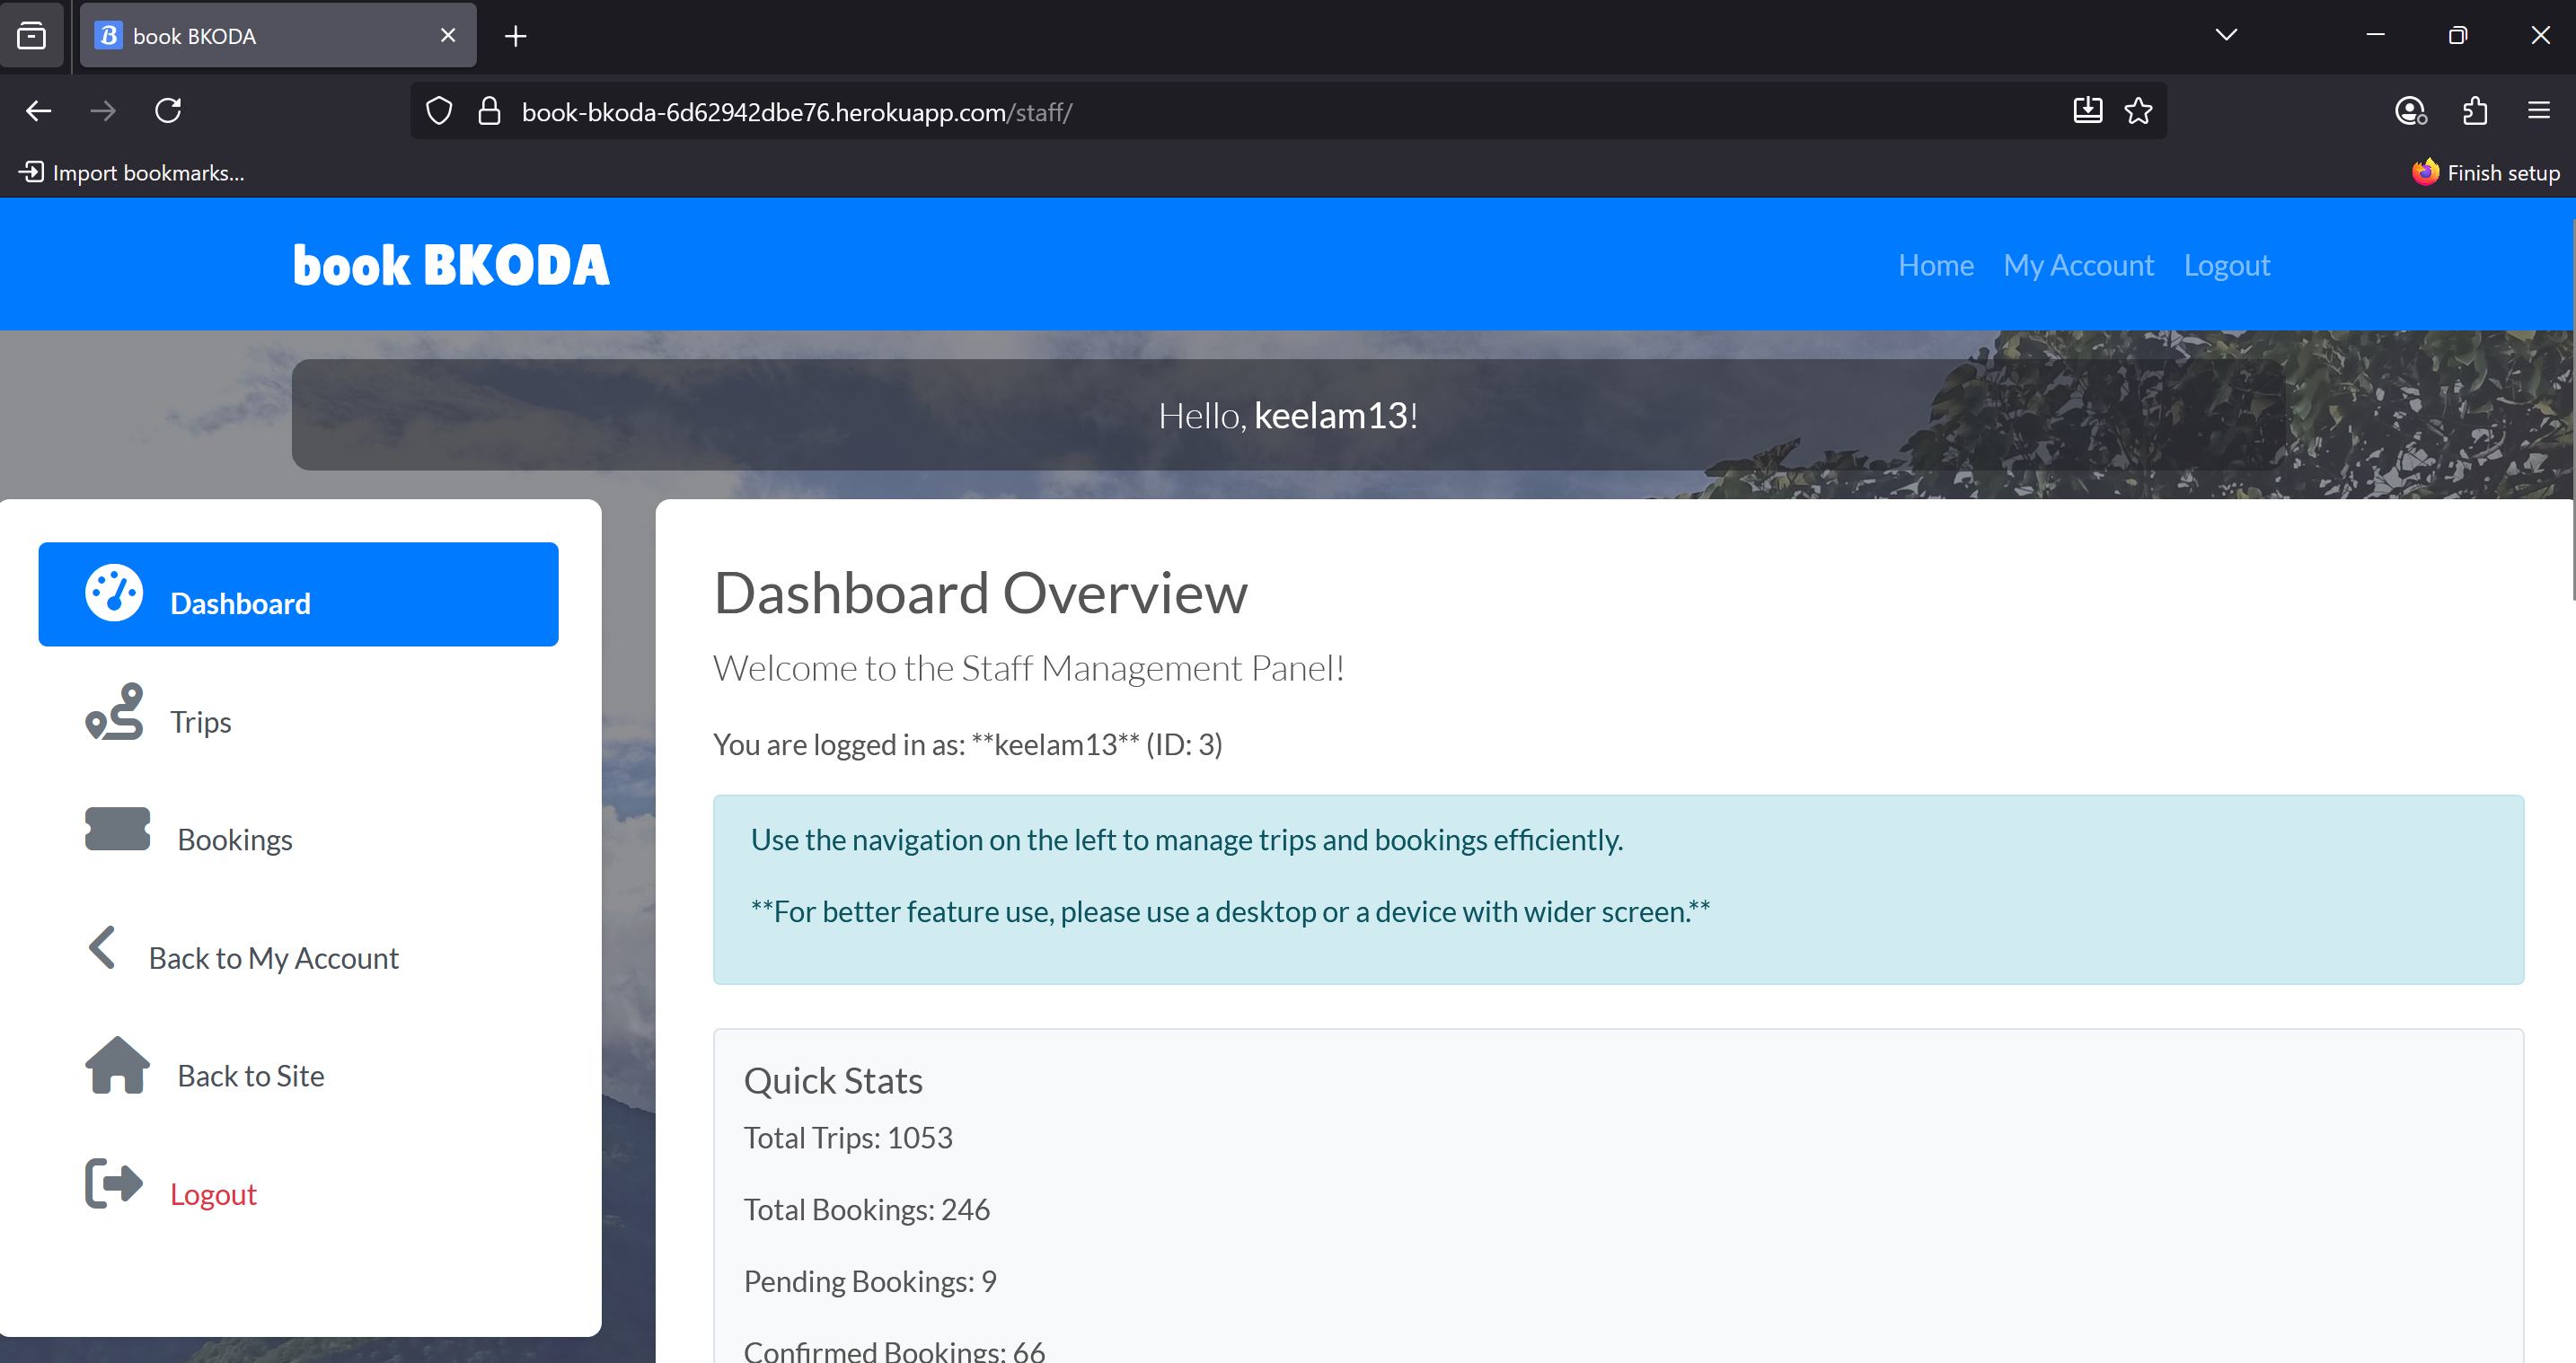 book BKODA
book-bkoda-6d62942dbe76.herokuapp.com/staff/
Import bookmarks...
Finish setup
book BKODA
Home
My Account
Logout
Hello, keelam13!
Dashboard
Trips
Bookings
Back to My Account
Back to Site
Logout
Dashboard Overview
Welcome to the Staff Management Panel!
You are logged in as: **keelam13** (ID: 3)
Use the navigation on the left to manage trips and bookings efficiently.
**For better feature use, please use a desktop or a device with wider screen.**
Quick Stats
Total Trips: 1053
Total Bookings: 246
Pending Bookings: 9
Confirmed Bookings: 66